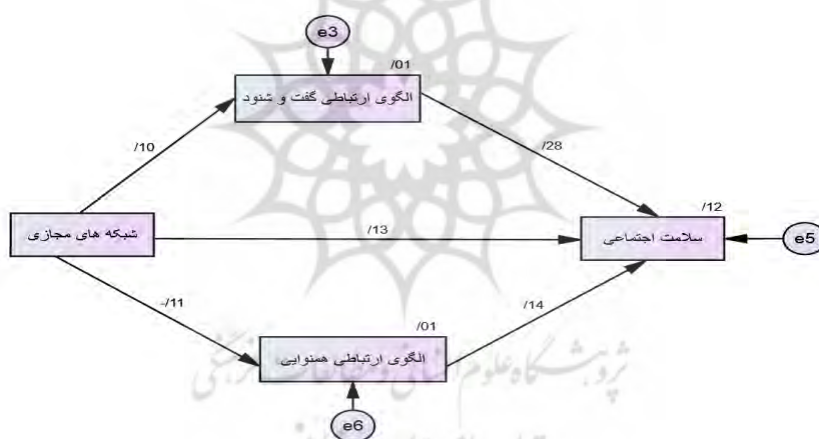 e3
/01
الگوی ارتباطی گفت و شنود
/10
/28
/12
شبکه های مجازی
/13
سلامت اجتماعی
e5
-/11
/14
/01
الگوی ارتباطی همنوایی
e6